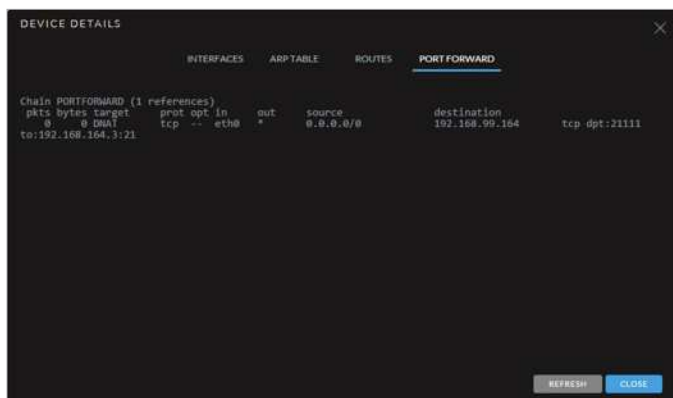 DEVICE DETAILS
INTERFACES ARP TABLE ROUTES PORT FORWARD
Chain PORTFORWARD (1 references)
pkts bytes target prot opt in out source destination
0 0 DNAT tcp -- eth0 * 0.0.0.0/0 192.168.99.164 tcp dpt:21111
to:192.168.164.3:21
REFRESH CLOSE